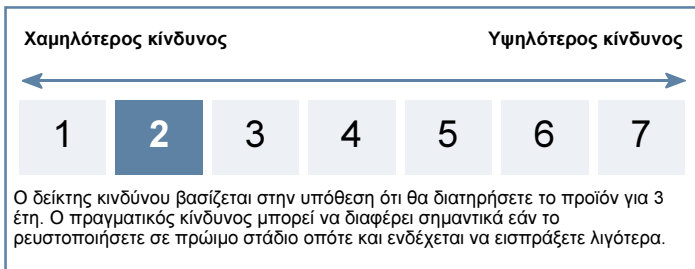 Χαμηλότερος κίνδυνος Υψηλότερος κίνδυνος
1 2 3 4 5 6 7
Ο δείκτης κινδύνου βασίζεται στην υπόθεση ότι θα διατηρήσετε το προϊόν για 3
έτη. Ο πραγματικός κίνδυνος μπορεί να διαφέρει σημαντικά εάν το
ρευστοποιήσετε σε πρώιμο στάδιο οπότε και ενδέχεται να εισπράξετε λιγότερα.